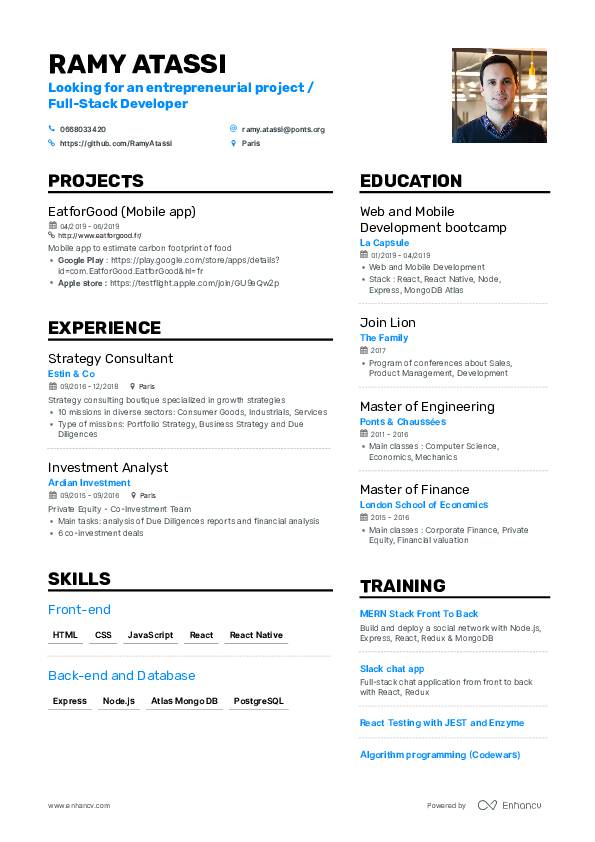 RAMY ATASSI
Looking for an entrepreneurial project /
Full-Stack Developer
0668033420
ramy.atassi@ponts.org
https://github.com/RamyAtassi
Paris
PROJECTS
EatforGood (Mobile app)
04/2019 - 06/2019
http://www.eatforgood.fr/
Mobile app to estimate carbon footprint of food
• Google Play : https://play.google.com/store/apps/details?
id=com.EatforGood.EatforGood&hl=fr
• Apple store : https://testflight.apple.com/join/GU9eQw2p
EXPERIENCE
Strategy Consultant
Estin & Co
09/2016 - 12/2018 Paris
Strategy consulting boutique specialized in growth strategies
• 10 missions in diverse sectors: Consumer Goods, Industrials, Services
• Type of missions: Portfolio Strategy, Business Strategy and Due
Diligences
Investment Analyst
Ardian Investment
09/2015 - 09/2016 Paris
Private Equity - Co-Investment Team
• Main tasks: analysis of Due Diligences reports and financial analysis
• 6 co-investment deals
SKILLS
Front-end
HTML CSS JavaScript React React Native
Back-end and Database
Express Node.js Atlas MongoDB PostgreSQL
EDUCATION
Web and Mobile
Development bootcamp
La Capsule
01/2019 - 04/2019
• Web and Mobile Development
• Stack : React, React Native, Node,
Express, MongoDB Atlas
Join Lion
The Family
2017
• Program of conferences about Sales,
Product Management, Development
Master of Engineering
Ponts & Chaussées
2011 - 2016
• Main classes : Computer Science,
Economics, Mechanics
Master of Finance
London School of Economics
2015 - 2016
• Main classes : Corporate Finance, Private
Equity, Financial valuation
TRAINING
MERN Stack Front To Back
Build and deploy a social network with Node.js,
Express, React, Redux & MongoDB
Slack chat app
Full-stack chat application from front to back
with React, Redux
React Testing with JEST and Enzyme
Algorithm programming (Codewars)
www.enhancv.com
Powered by Enhancv